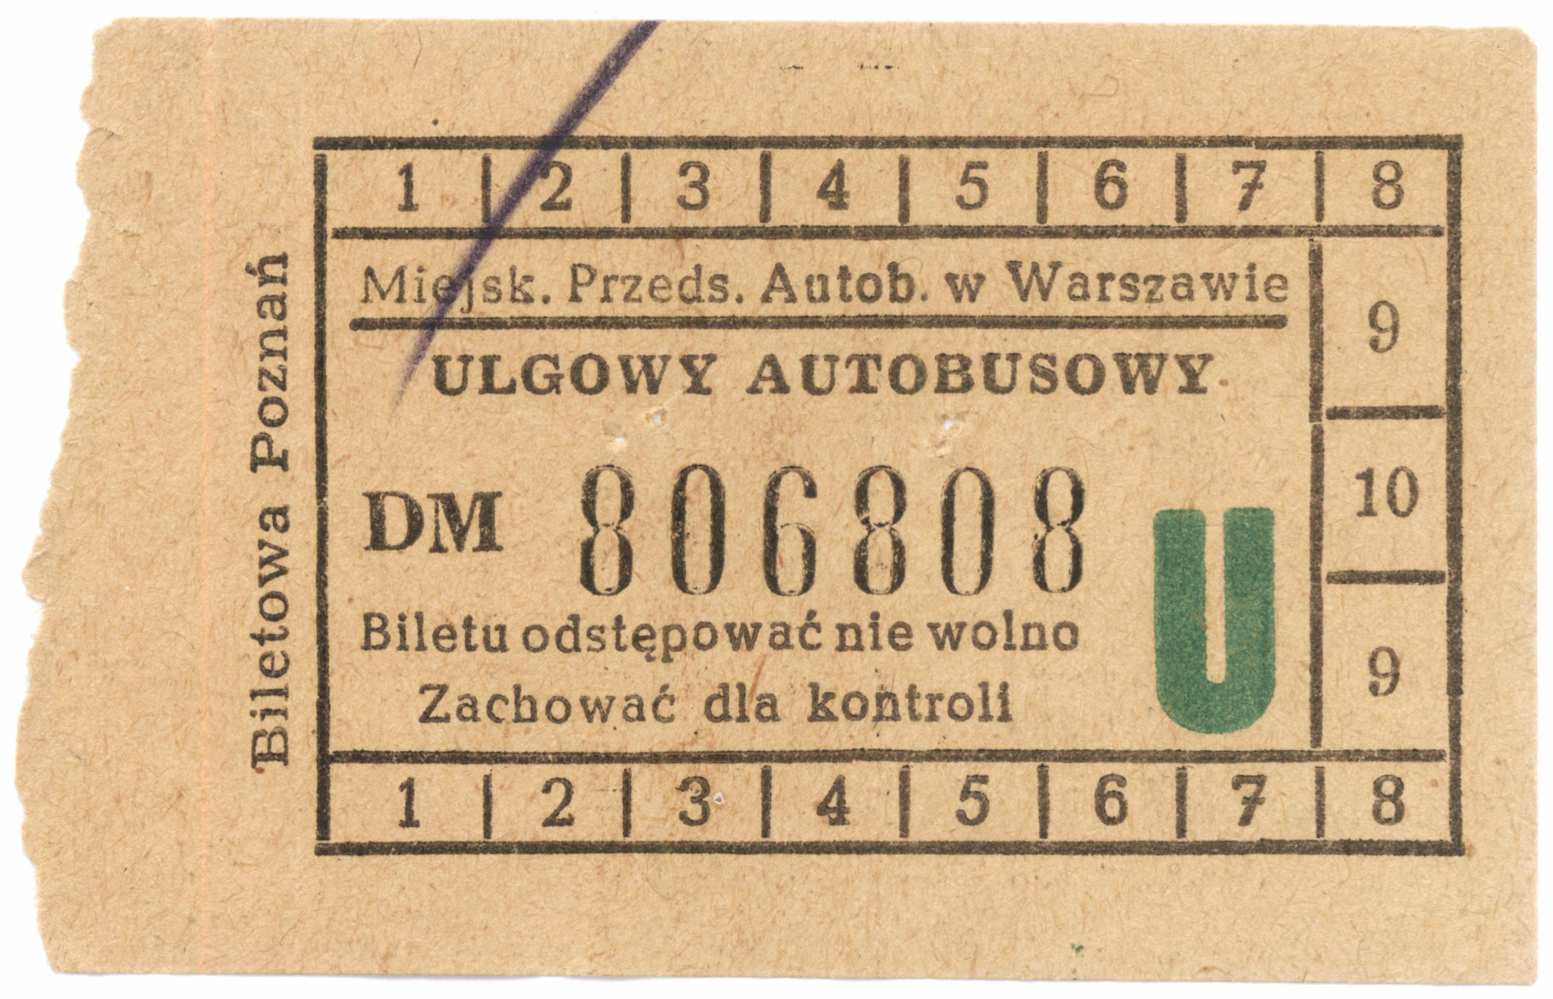 Biletowa Poznań
1 2 3 4 5 6 7 8
Miejsk. Przeds. Autob. w Warszawie
9
ULGOWY AUTOBUSOWY
DM 806808
10
U
Biletu odstępować nie wolno
9
Zachować dla kontroli
1 2 3 4 5 6 7 8